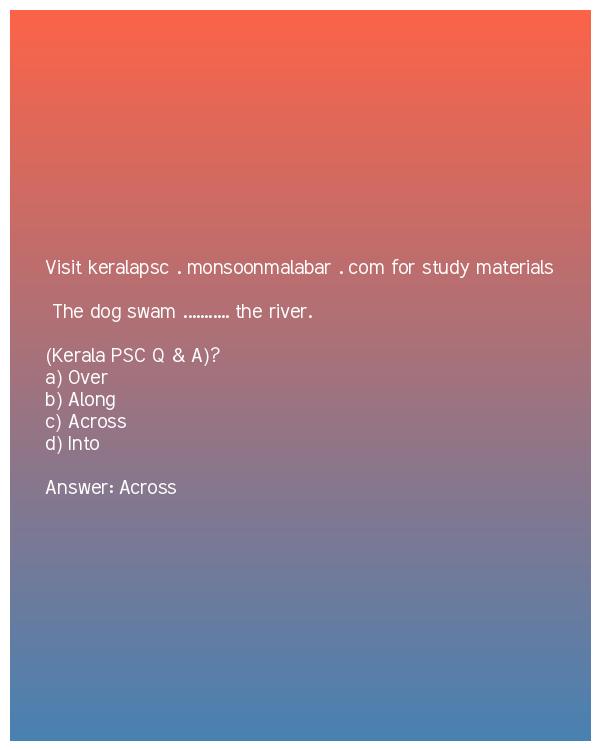 Visit keralapsc . monsoonmalabar . com for study materials
The dog swam ........... the river.
(Kerala PSC Q & A)?
a) Over
b) Along
c) Across
d) Into
Answer: Across